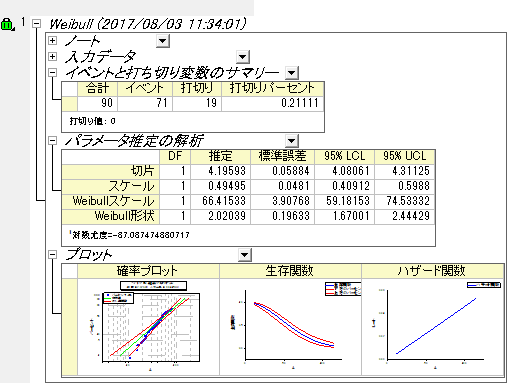 1
Weibull (2017/08/03 11:34:01)
ノート
入力データ
イベントと打ち切り変数のサマリー
合計 イベント 打切り 打切りパーセント
90 71 19 0.21111
打切り値: 0
パラメータ推定の解析
DF 推定 標準誤差 95% LCL 95% UCL
切片 1 4.19593 0.05884 4.08061 4.31125
スケール 1 0.49495 0.0481 0.40912 0.5988
Weibullスケール 1 66.41533 3.90768 59.18153 74.53332
Weibull形状 1 2.02039 0.19633 1.67001 2.44429
対数尤度=-87.087474880717
プロット
確率プロット 生存関数 ハザード関数